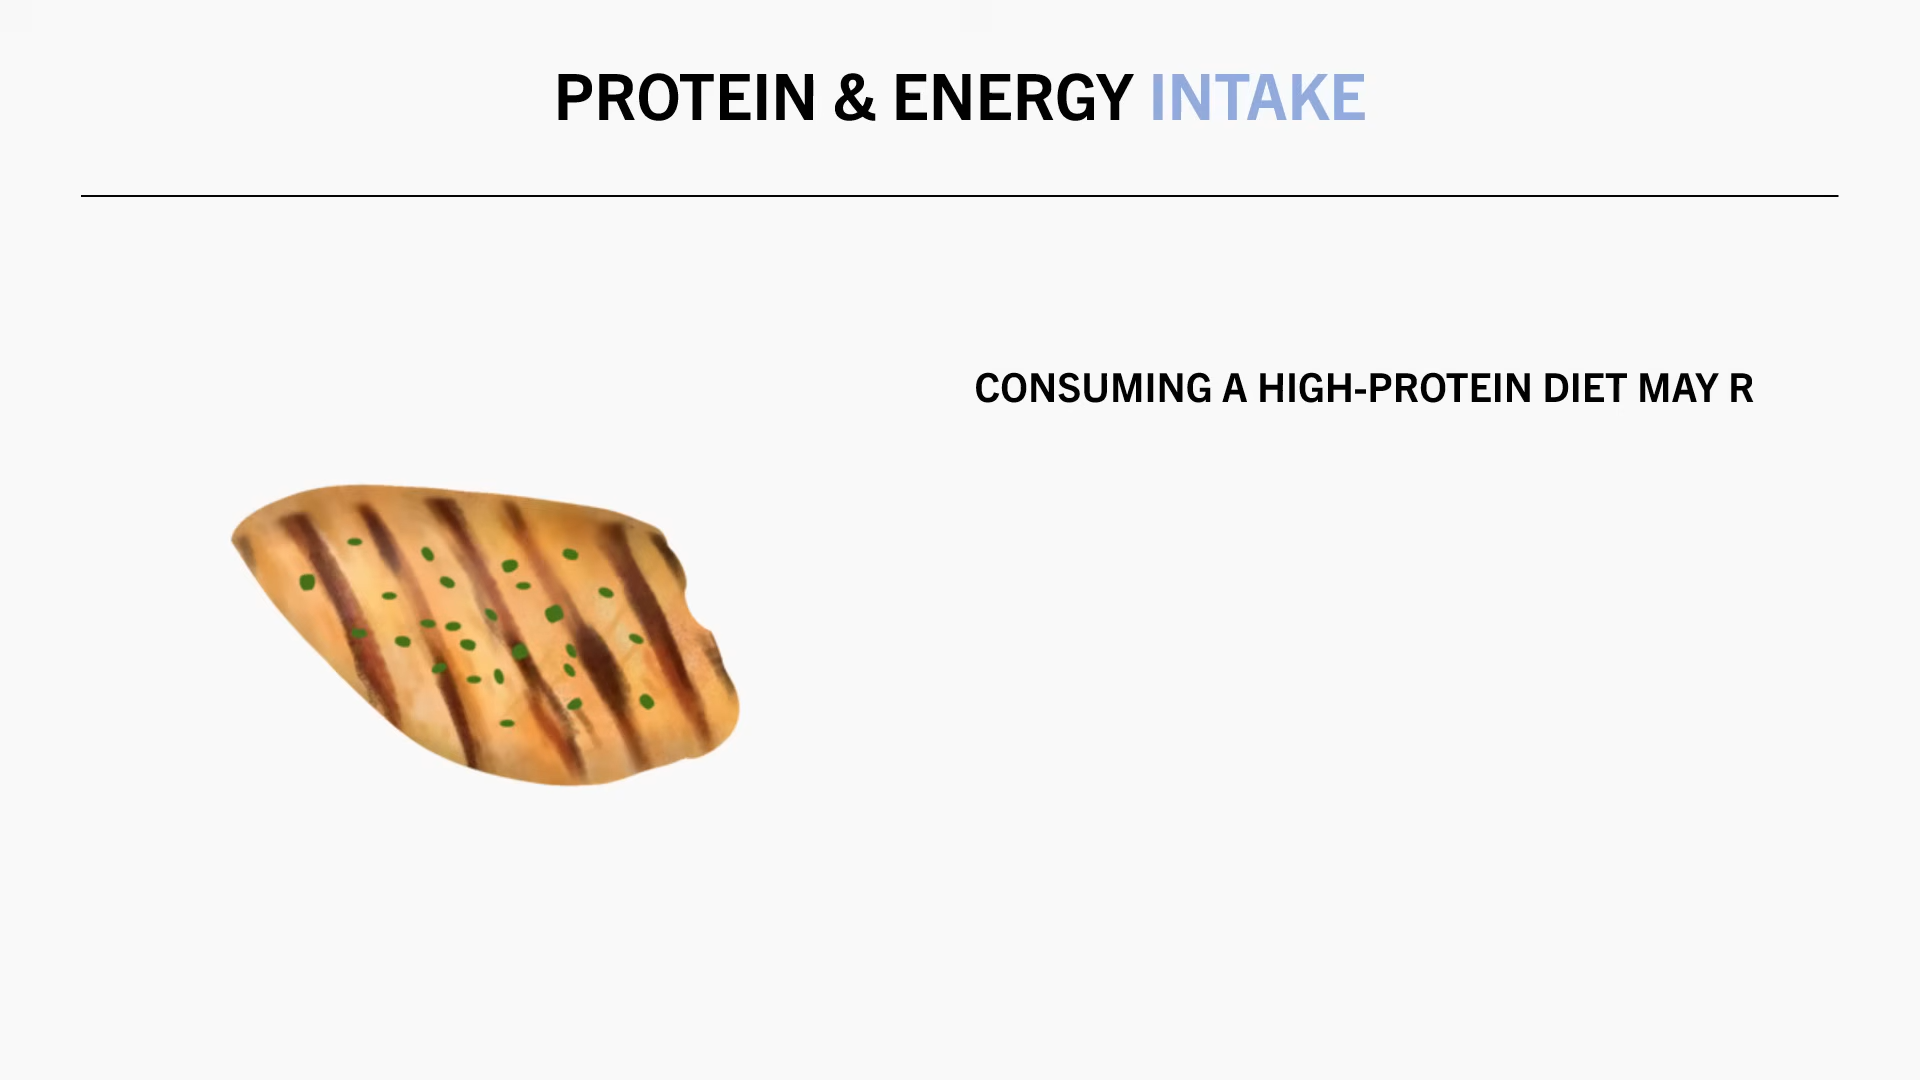 PROTEIN & ENERGY INTAKE
CONSUMING A HIGH-PROTEIN DIET MAY R